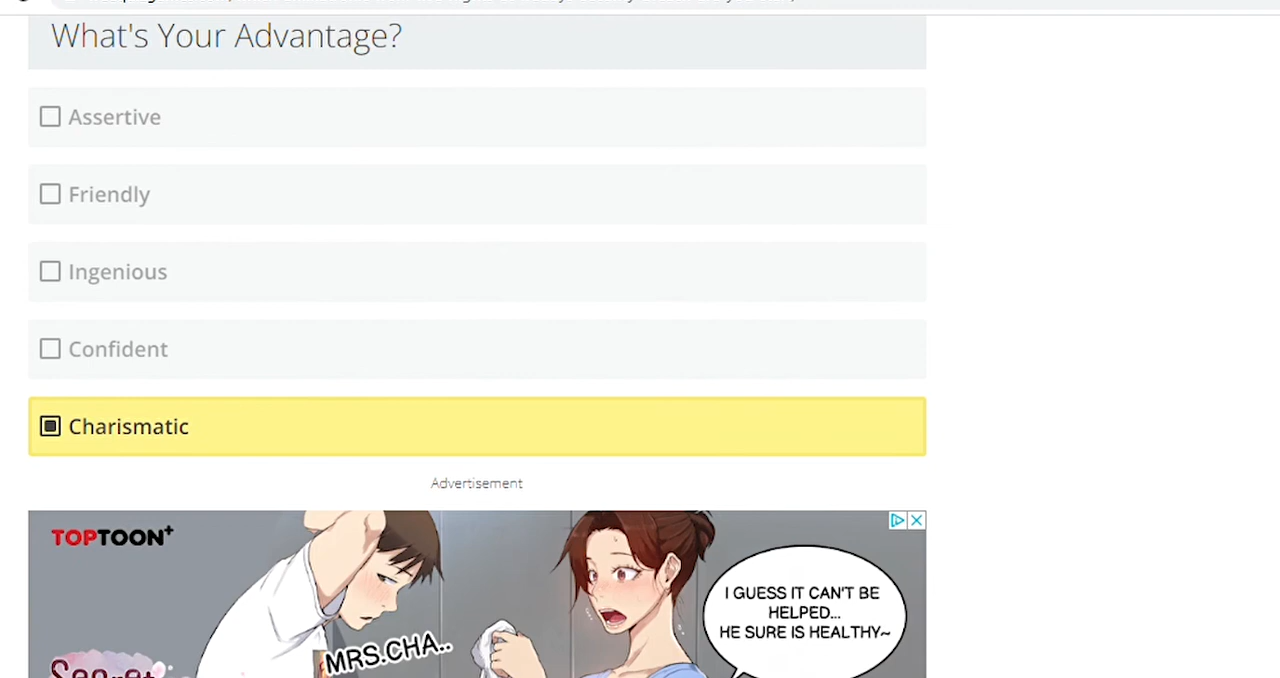 What's Your Advantage?
Assertive
Friendly
Ingenious
Confident
Charismatic
Advertisement
TOPTOON+
I GUESS IT CAN'T BE
HELPED...
HE SURE IS HEALTHY~
MRS.CHA..
Secret